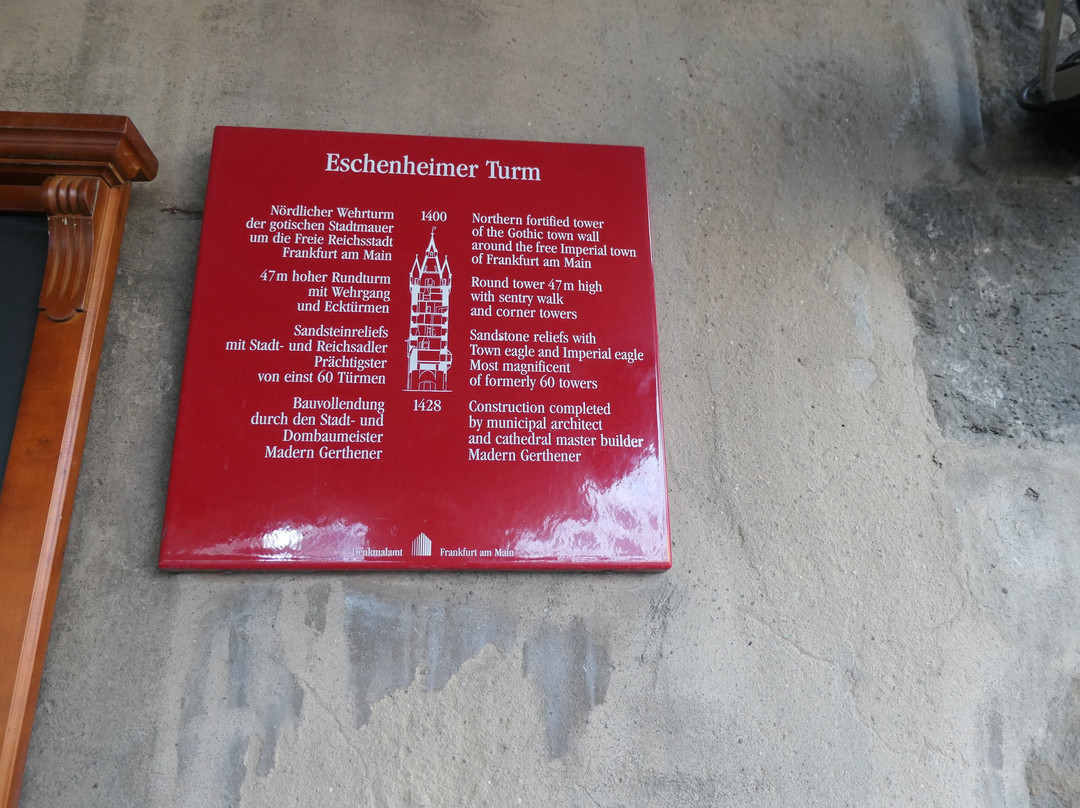 Eschenheimer Turm
Nördlicher Wehrturm
der gotischen Stadtmauer
um die Freie Reichsstadt
Frankfurt am Main
47 m hoher Rundturm
mit Wehrgang
und Ecktürmen
Sandsteinreliefs
mit Stadt- und Reichsadler
Prächtigster
von einst 60 Türmen
Bauvollendung
durch den Stadt- und
Dombaumeister
Madern Gerthener
1400
1428
Northern fortified tower
of the Gothic town wall
around the free Imperial town
of Frankfurt am Main
Round tower 47 m high
with sentry walk
and corner towers
Sandstone reliefs with
Town eagle and Imperial eagle
Most magnificent
of formerly 60 towers
Construction completed
by municipal architect
and cathedral master builder
Madern Gerthener
Denkmalamt Frankfurt am Main